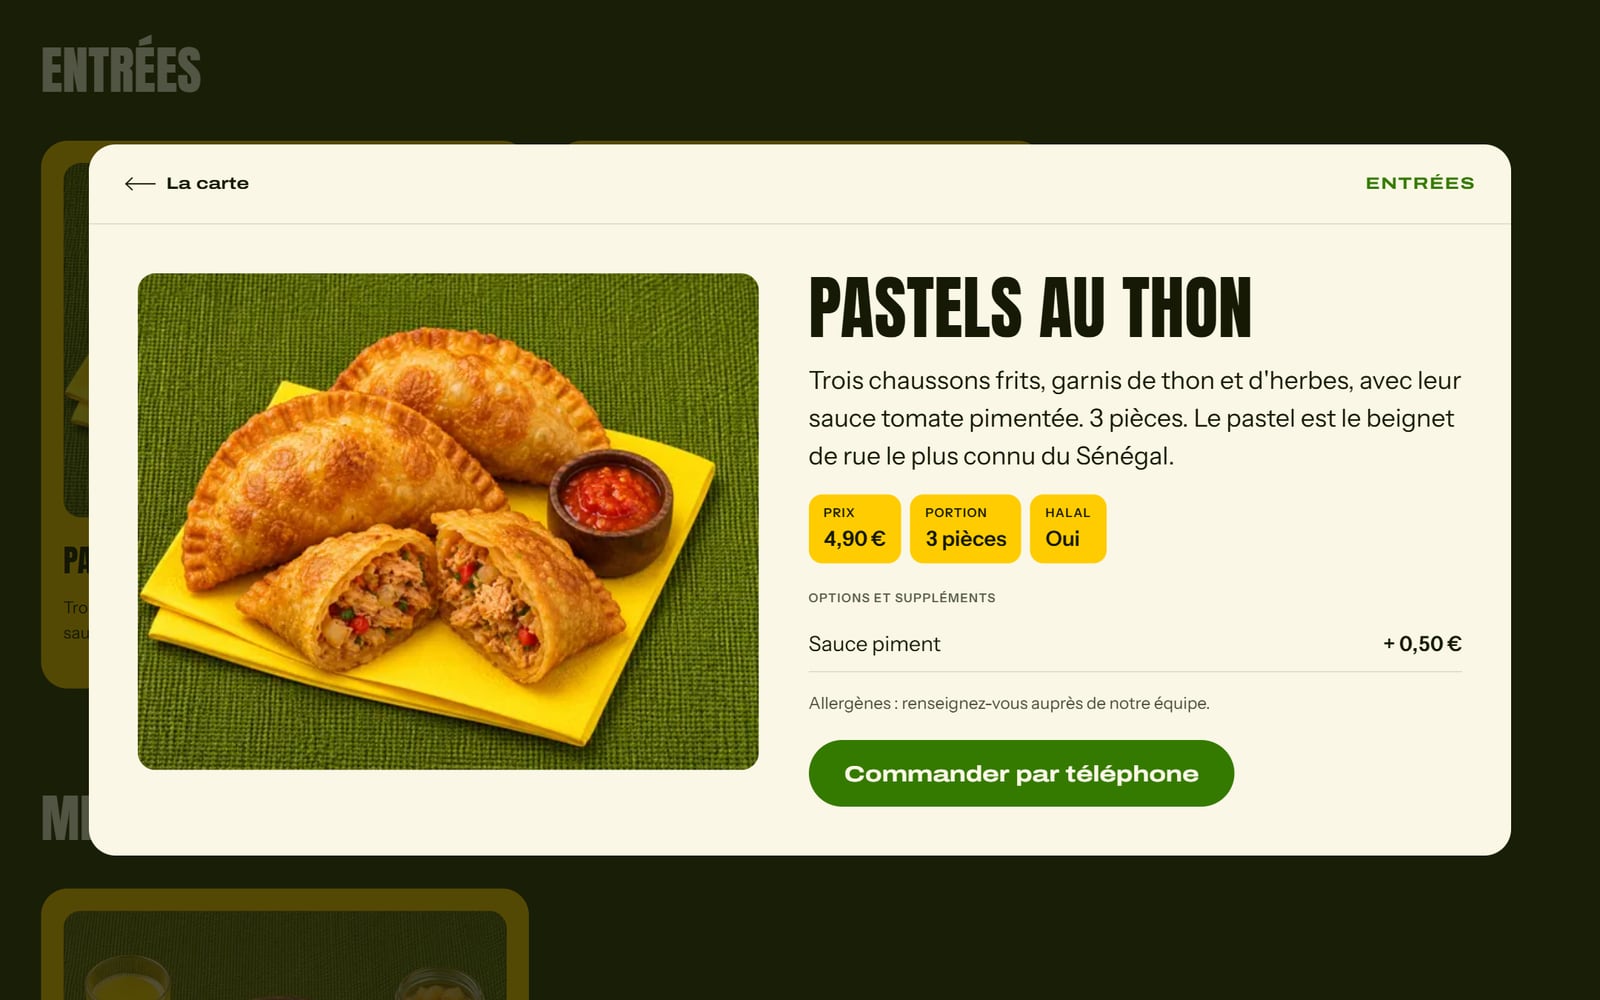 ENTRÉES
La carte
ENTRÉES
PASTELS AU THON
Trois chaussons frits, garnis de thon et d'herbes, avec leur
sauce tomate pimentée. 3 pièces. Le pastel est le beignet
de rue le plus connu du Sénégal.
PRIX
4,90 €
PORTION
3 pièces
HALAL
Oui
OPTIONS ET SUPPLÉMENTS
Sauce piment
+ 0,50 €
Allergènes : renseignez-vous auprès de notre équipe.
Commander par téléphone